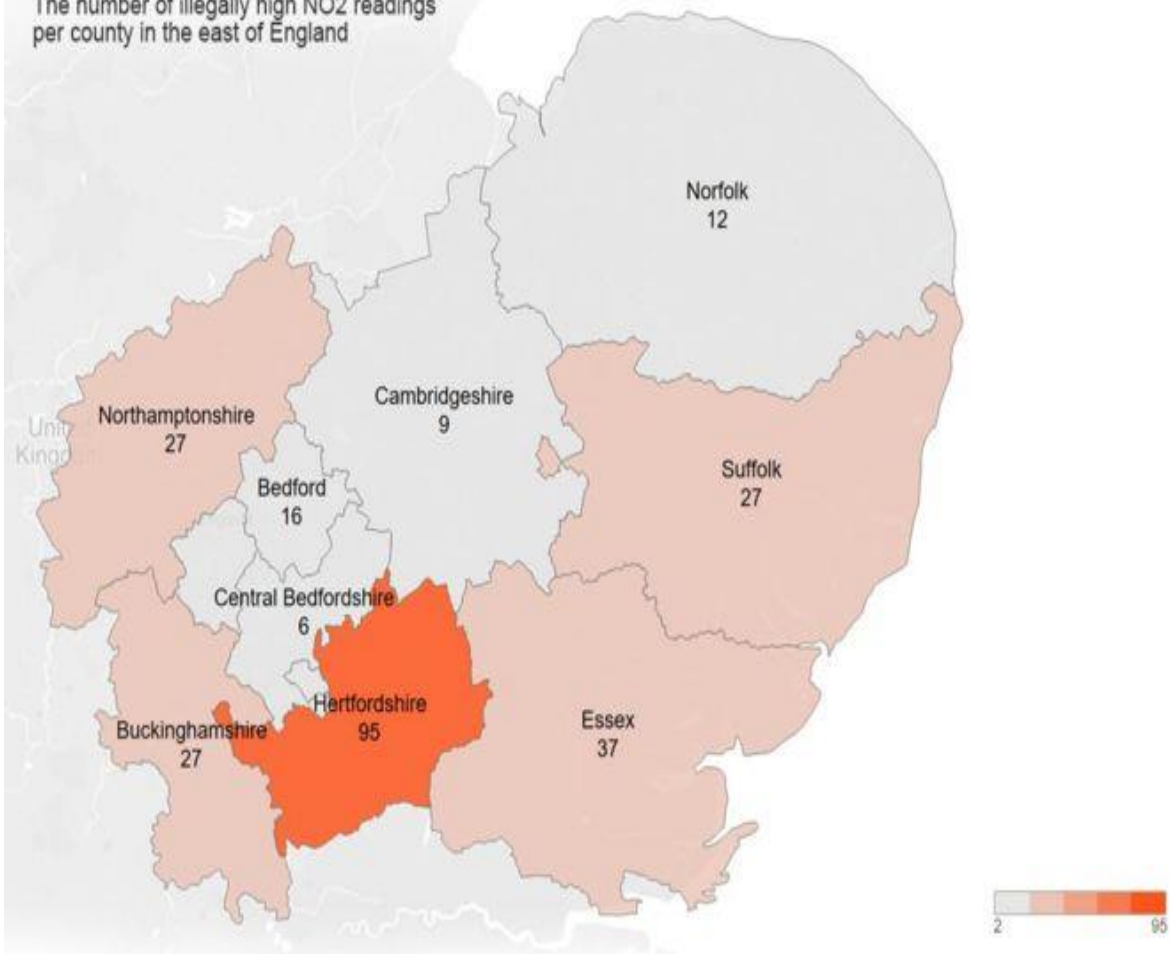 The number of illegally high NO2 readings
per county in the east of England
Norfolk
12
Cambridgeshire
9
Northamptonshire
27
Suffolk
27
Bedford
16
Central Bedfordshire
6
Hertfordshire
95
Buckinghamshire
27
Essex
37
2
95